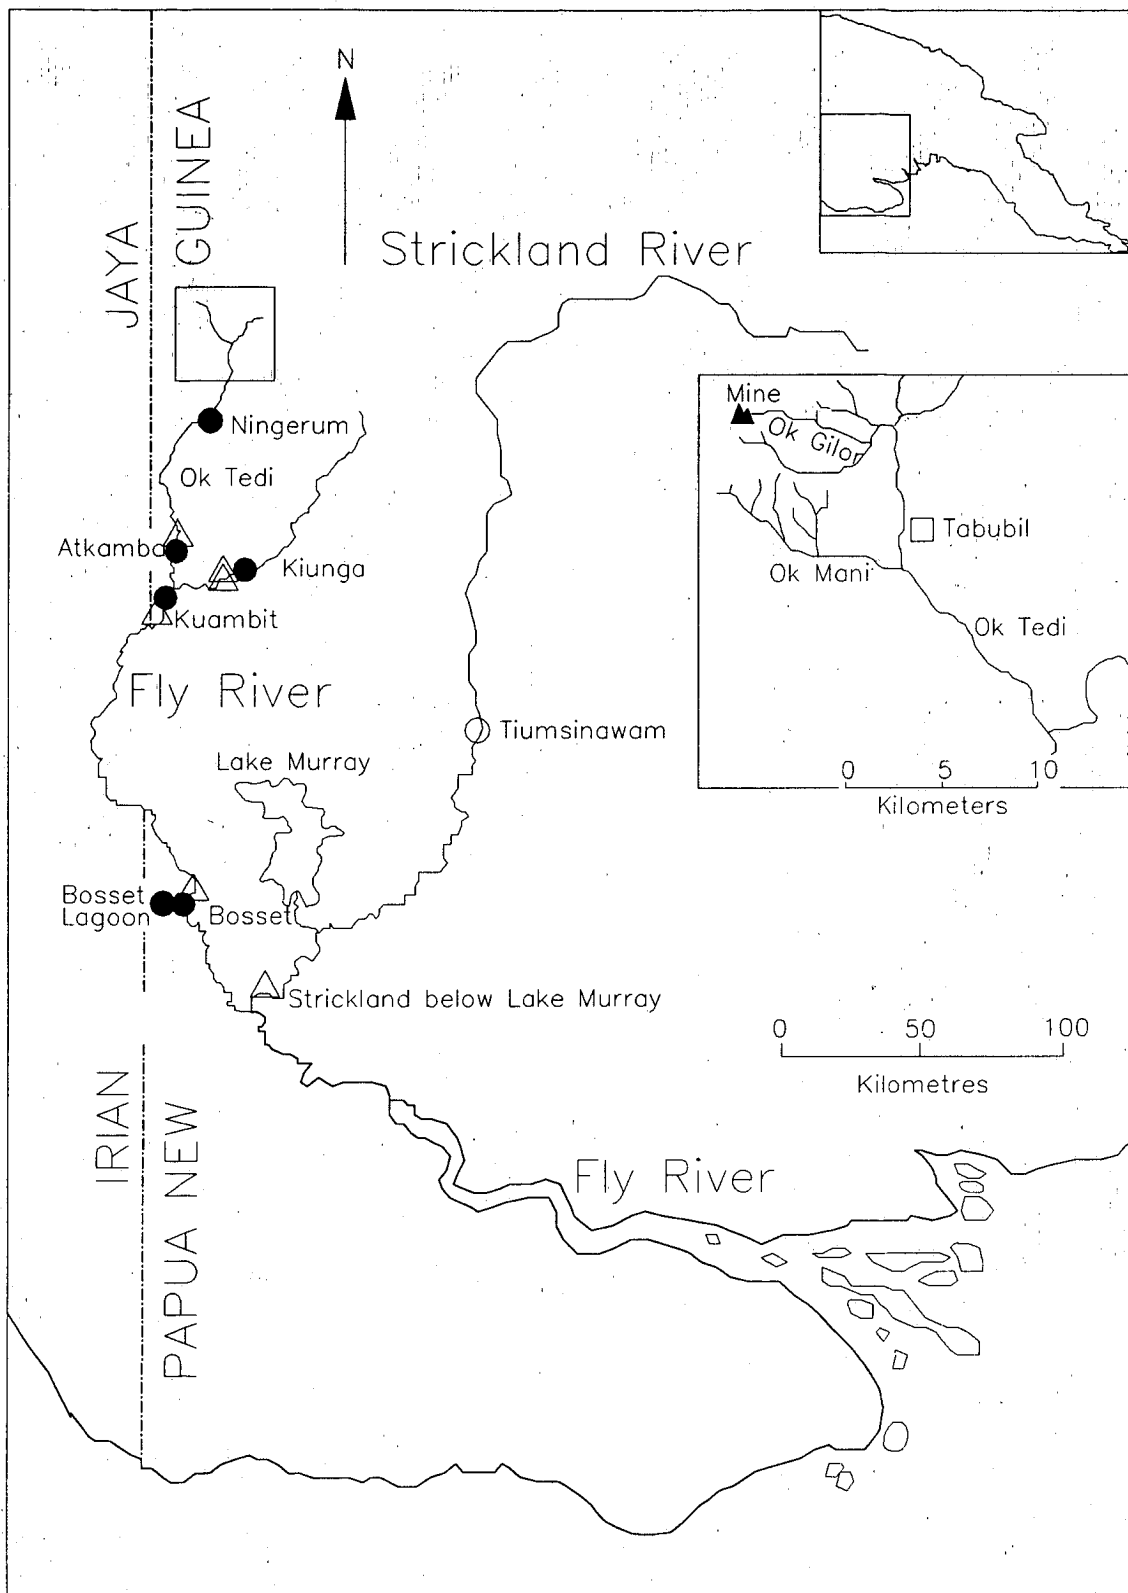 N
JAYA
GUINEA
Strickland River
Ningerum
Ok Tedi
Atkamba
Kiunga
Kuambit
Fly River
Tiumsinawam
Lake Murray
Bosset
Lagoon
Bosset
Strickland below Lake Murray
Mine
Ok Gilor
Tabubil
Ok Mani
Ok Tedi
0 5 10
Kilometers
0 50 100
Kilometres
IRIAN
PAPUA NEW
Fly River